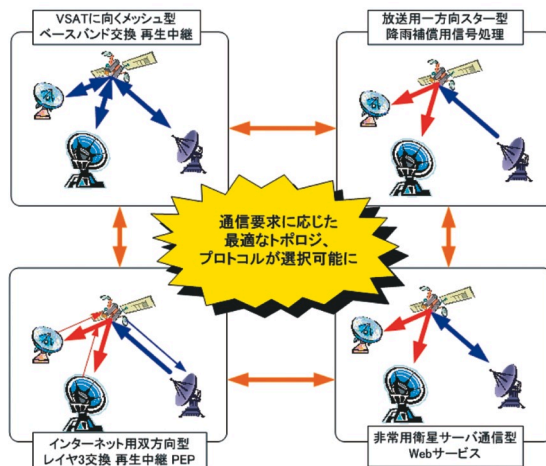 VSATに向くメッシュ型
ベースバンド交換 再生中継
放送用一方向スター型
降雨補償用信号処理
通信要求に応じた
最適なトポロジ、
プロトコルが選択可能に
インターネット用双方向型
レイヤ3交換 再生中継 PEP
非常用衛星サーバ通信型
Webサービス